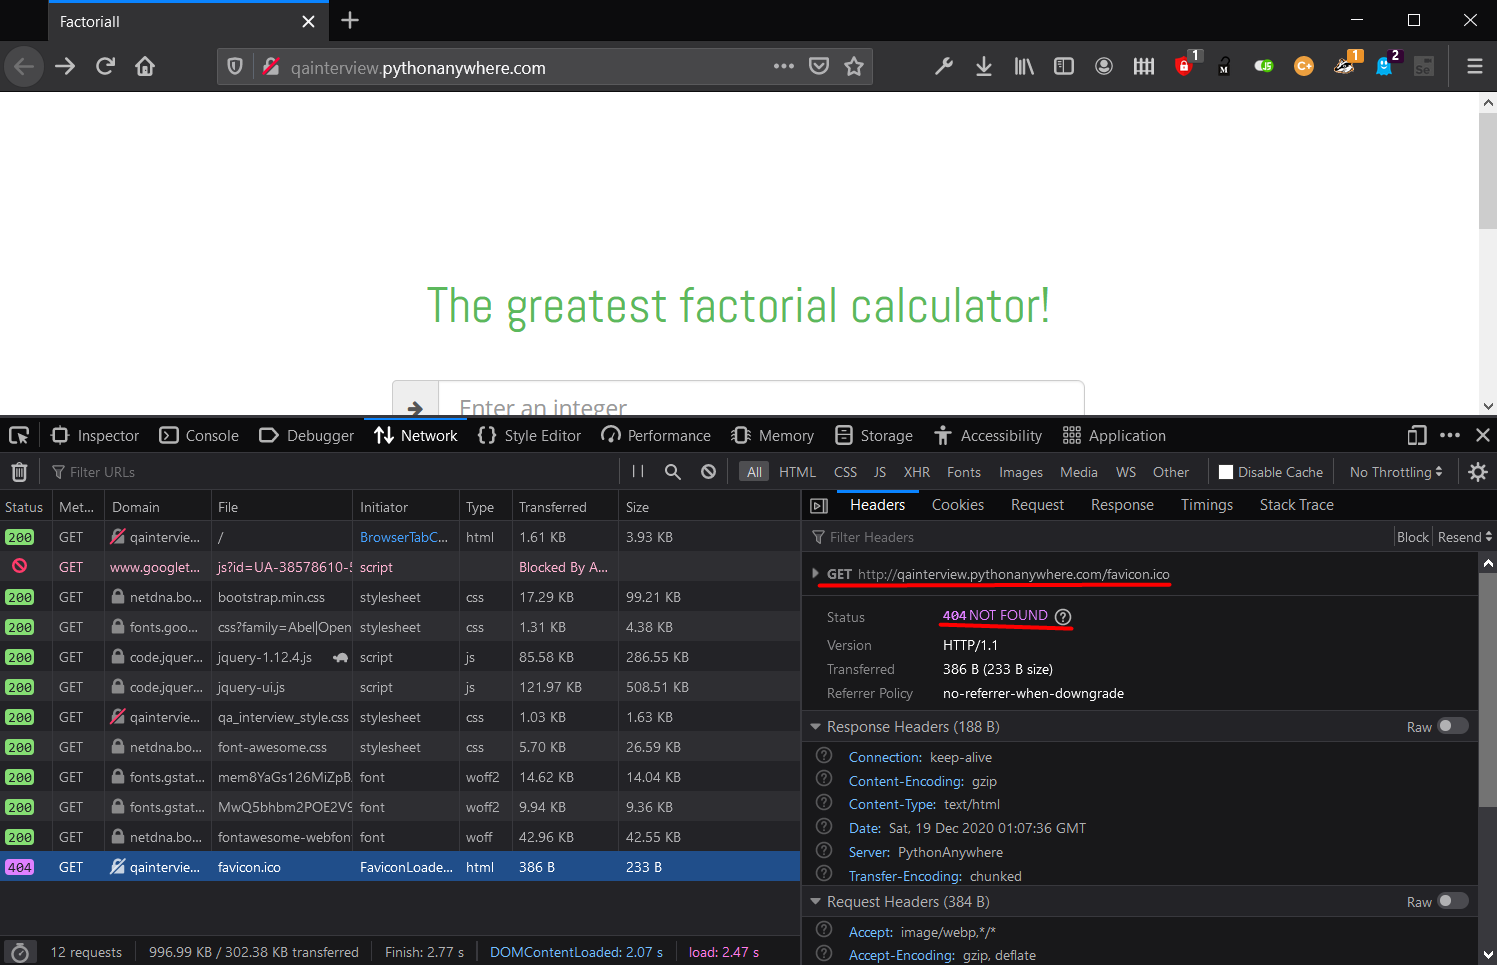 Factoriall
qainterview.pythonanywhere.com
1
M
JS
C+
1
2
Se
The greatest factorial calculator!
Enter an integer
Inspector Console Debugger Network Style Editor Performance Memory Storage Accessibility Application
Filter URLs
All HTML CSS JS XHR Fonts Images Media WS Other Disable Cache No Throttling
Status Met... Domain File Initiator Type Transferred Size
200 GET qaintervie... / BrowserTabC... html 1.61 KB 3.93 KB
GET www.googlet... js?id=UA-38578610-5 script Blocked By A...
200 GET netdna.bo... bootstrap.min.css stylesheet css 17.29 KB 99.21 KB
200 GET fonts.goo... css?family=Abel|Open stylesheet css 1.31 KB 4.38 KB
200 GET code.jquer... jquery-1.12.4.js script js 85.58 KB 286.55 KB
200 GET code.jquer... jquery-ui.js script js 121.97 KB 508.51 KB
200 GET qaintervie... qa_interview_style.css stylesheet css 1.03 KB 1.63 KB
200 GET netdna.bo... font-awesome.css stylesheet css 5.70 KB 26.59 KB
200 GET fonts.gstat... mem8YaGs126MiZpB font woff2 14.62 KB 14.04 KB
200 GET fonts.gstat... MwQ5bhbm2POE2V9 font woff2 9.94 KB 9.36 KB
200 GET netdna.bo... fontawesome-webfont font woff 42.96 KB 42.55 KB
404 GET qaintervie... favicon.ico FaviconLoade... html 386 B 233 B
12 requests 996.99 KB / 302.38 KB transferred Finish: 2.77 s DOMContentLoaded: 2.07 s load: 2.47 s
Headers Cookies Request Response Timings Stack Trace
Filter Headers Block Resend
GET http://qainterview.pythonanywhere.com/favicon.ico
Status 404 NOT FOUND
Version HTTP/1.1
Transferred 386 B (233 B size)
Referrer Policy no-referrer-when-downgrade
Response Headers (188 B) Raw
Connection: keep-alive
Content-Encoding: gzip
Content-Type: text/html
Date: Sat, 19 Dec 2020 01:07:36 GMT
Server: PythonAnywhere
Transfer-Encoding: chunked
Request Headers (384 B) Raw
Accept: image/webp,*/*
Accept-Encoding: gzip, deflate